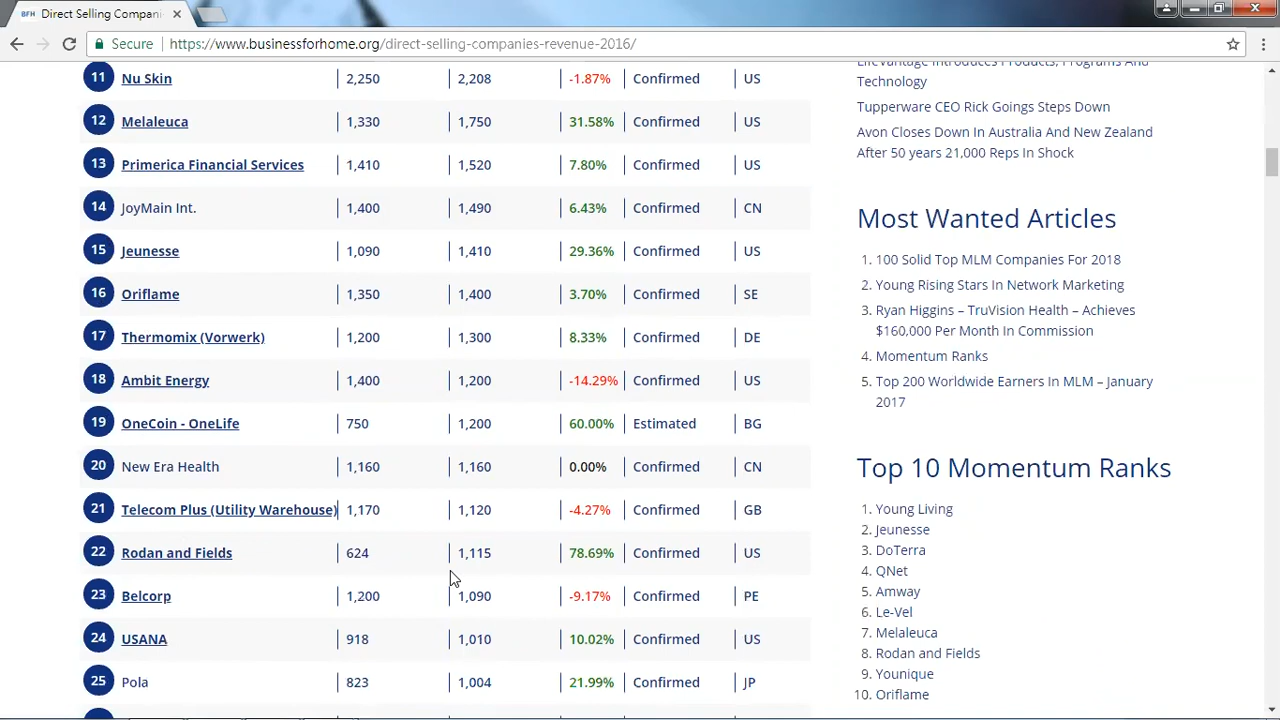 BFH Direct Selling Compani
Secure https://www.businessforhome.org/direct-selling-companies-revenue-2016/
11 Nu Skin 2,250 2,208 -1.87% Confirmed US
12 Melaleuca 1,330 1,750 31.58% Confirmed US
13 Primerica Financial Services 1,410 1,520 7.80% Confirmed US
14 JoyMain Int. 1,400 1,490 6.43% Confirmed CN
15 Jeunesse 1,090 1,410 29.36% Confirmed US
16 Oriflame 1,350 1,400 3.70% Confirmed SE
17 Thermomix (Vorwerk) 1,200 1,300 8.33% Confirmed DE
18 Ambit Energy 1,400 1,200 -14.29% Confirmed US
19 OneCoin - OneLife 750 1,200 60.00% Estimated BG
20 New Era Health 1,160 1,160 0.00% Confirmed CN
21 Telecom Plus (Utility Warehouse) 1,170 1,120 -4.27% Confirmed GB
22 Rodan and Fields 624 1,115 78.69% Confirmed US
23 Belcorp 1,200 1,090 -9.17% Confirmed PE
24 USANA 918 1,010 10.02% Confirmed US
25 Pola 823 1,004 21.99% Confirmed JP
LifeVantage Introduces Products, Programs And
Technology
Tupperware CEO Rick Goings Steps Down
Avon Closes Down In Australia And New Zealand
After 50 years 21,000 Reps In Shock
Most Wanted Articles
1. 100 Solid Top MLM Companies For 2018
2. Young Rising Stars In Network Marketing
3. Ryan Higgins – TruVision Health – Achieves
$160,000 Per Month In Commission
4. Momentum Ranks
5. Top 200 Worldwide Earners In MLM – January
2017
Top 10 Momentum Ranks
1. Young Living
2. Jeunesse
3. DoTerra
4. QNet
5. Amway
6. Le-Vel
7. Melaleuca
8. Rodan and Fields
9. Younique
10. Oriflame